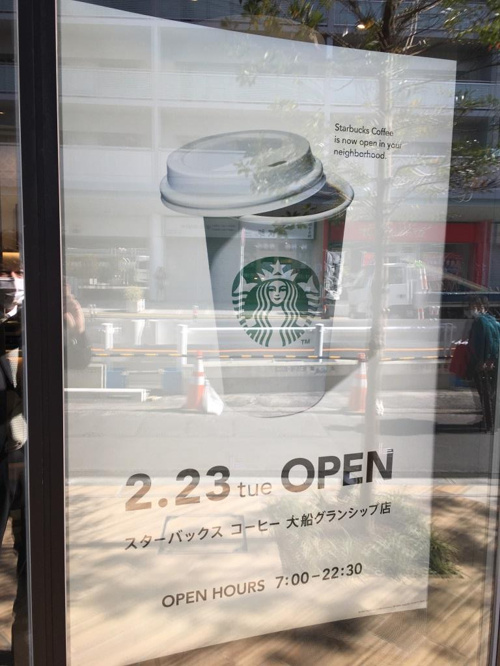 Starbucks Coffee
is now open in your
neighborhood.
TM
2.23 tue OPEN
スターバックス コーヒー 大船グランシップ店
OPEN HOURS 7:00–22:30